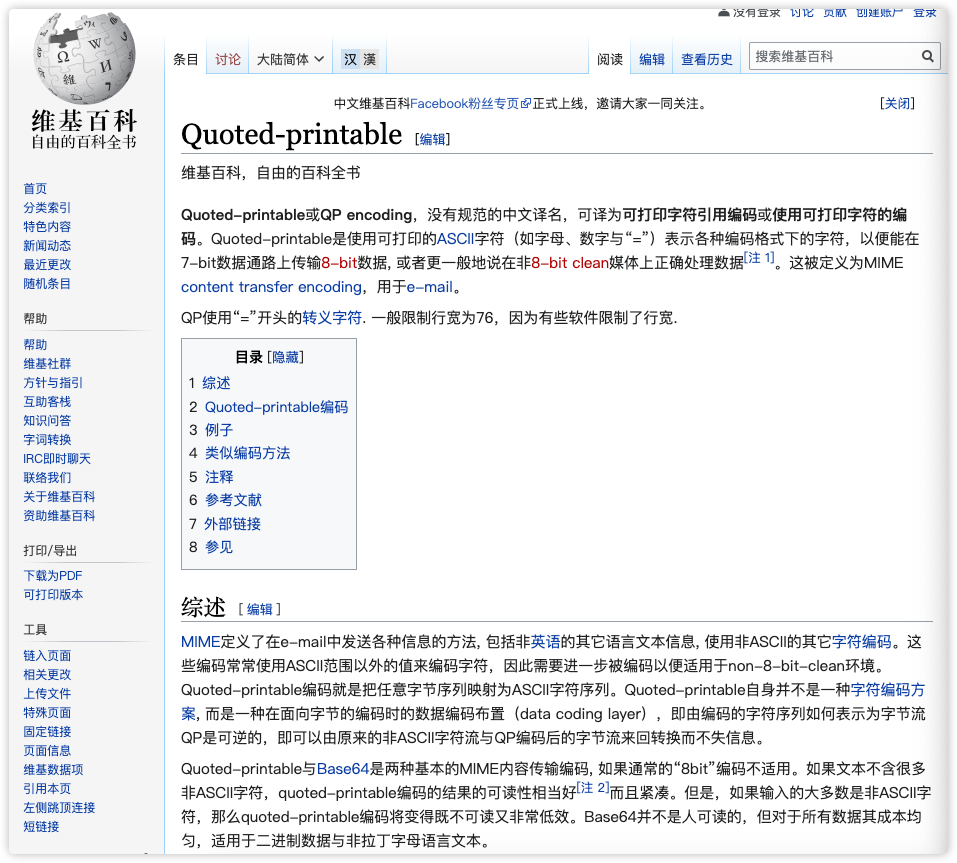 没有登录 讨论 贡献 创建账户 登录
条目 讨论 大陆简体 汉 漢 阅读 编辑 查看历史 搜索维基百科
维基百科
自由的百科全书
中文维基百科Facebook粉丝专页正式上线，邀请大家一同关注。 [关闭]
Quoted-printable [编辑]
维基百科，自由的百科全书
Quoted-printable或QP encoding，没有规范的中文译名，可译为可打印字符引用编码或使用可打印字符的编
码。Quoted-printable是使用可打印的ASCII字符（如字母、数字与“=”）表示各种编码格式下的字符，以便能在
7-bit数据通路上传输8-bit数据, 或者更一般地说在非8-bit clean媒体上正确处理数据[注 1]。这被定义为MIME
content transfer encoding，用于e-mail。
QP使用“=”开头的转义字符. 一般限制行宽为76，因为有些软件限制了行宽.
目录 [隐藏]
1 综述
2 Quoted-printable编码
3 例子
4 类似编码方法
5 注释
6 参考文献
7 外部链接
8 参见
综述 [ 编辑 ]
MIME定义了在e-mail中发送各种信息的方法, 包括非英语的其它语言文本信息, 使用非ASCII的其它字符编码。这
些编码常常使用ASCII范围以外的值来编码字符，因此需要进一步被编码以便适用于non-8-bit-clean环境。
Quoted-printable编码就是把任意字节序列映射为ASCII字符序列。Quoted-printable自身并不是一种字符编码方
案, 而是一种在面向字节的编码时的数据编码布置（data coding layer），即由编码的字符序列如何表示为字节流
QP是可逆的，即可以由原来的非ASCII字符流与QP编码后的字节流来回转换而不失信息。
Quoted-printable与Base64是两种基本的MIME内容传输编码, 如果通常的“8bit”编码不适用。如果文本不含很多
非ASCII字符，quoted-printable编码的结果的可读性相当好[注 2]而且紧凑。但是，如果输入的大多数是非ASCII字
符，那么quoted-printable编码将变得既不可读又非常低效。Base64并不是人可读的，但对于所有数据其成本均
匀，适用于二进制数据与非拉丁字母语言文本。
首页
分类索引
特色内容
新闻动态
最近更改
随机条目
帮助
帮助
维基社群
方针与指引
互助客栈
知识问答
字词转换
IRC即时聊天
联络我们
关于维基百科
资助维基百科
打印/导出
下载为PDF
可打印版本
工具
链入页面
相关更改
上传文件
特殊页面
固定链接
页面信息
维基数据项
引用本页
左侧跳顶连接
短链接